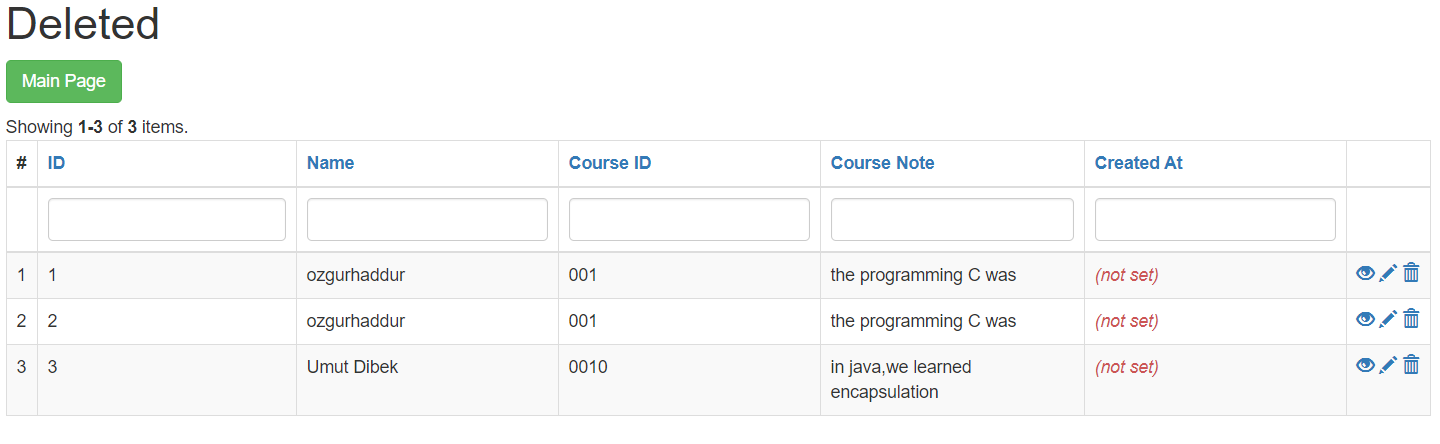 Deleted
Main Page
Showing 1-3 of 3 items.
# ID Name Course ID Course Note Created At
1 1 ozgurhaddur 001 the programming C was (not set)
2 2 ozgurhaddur 001 the programming C was (not set)
3 3 Umut Dibek 0010 in java,we learned (not set)
encapsulation